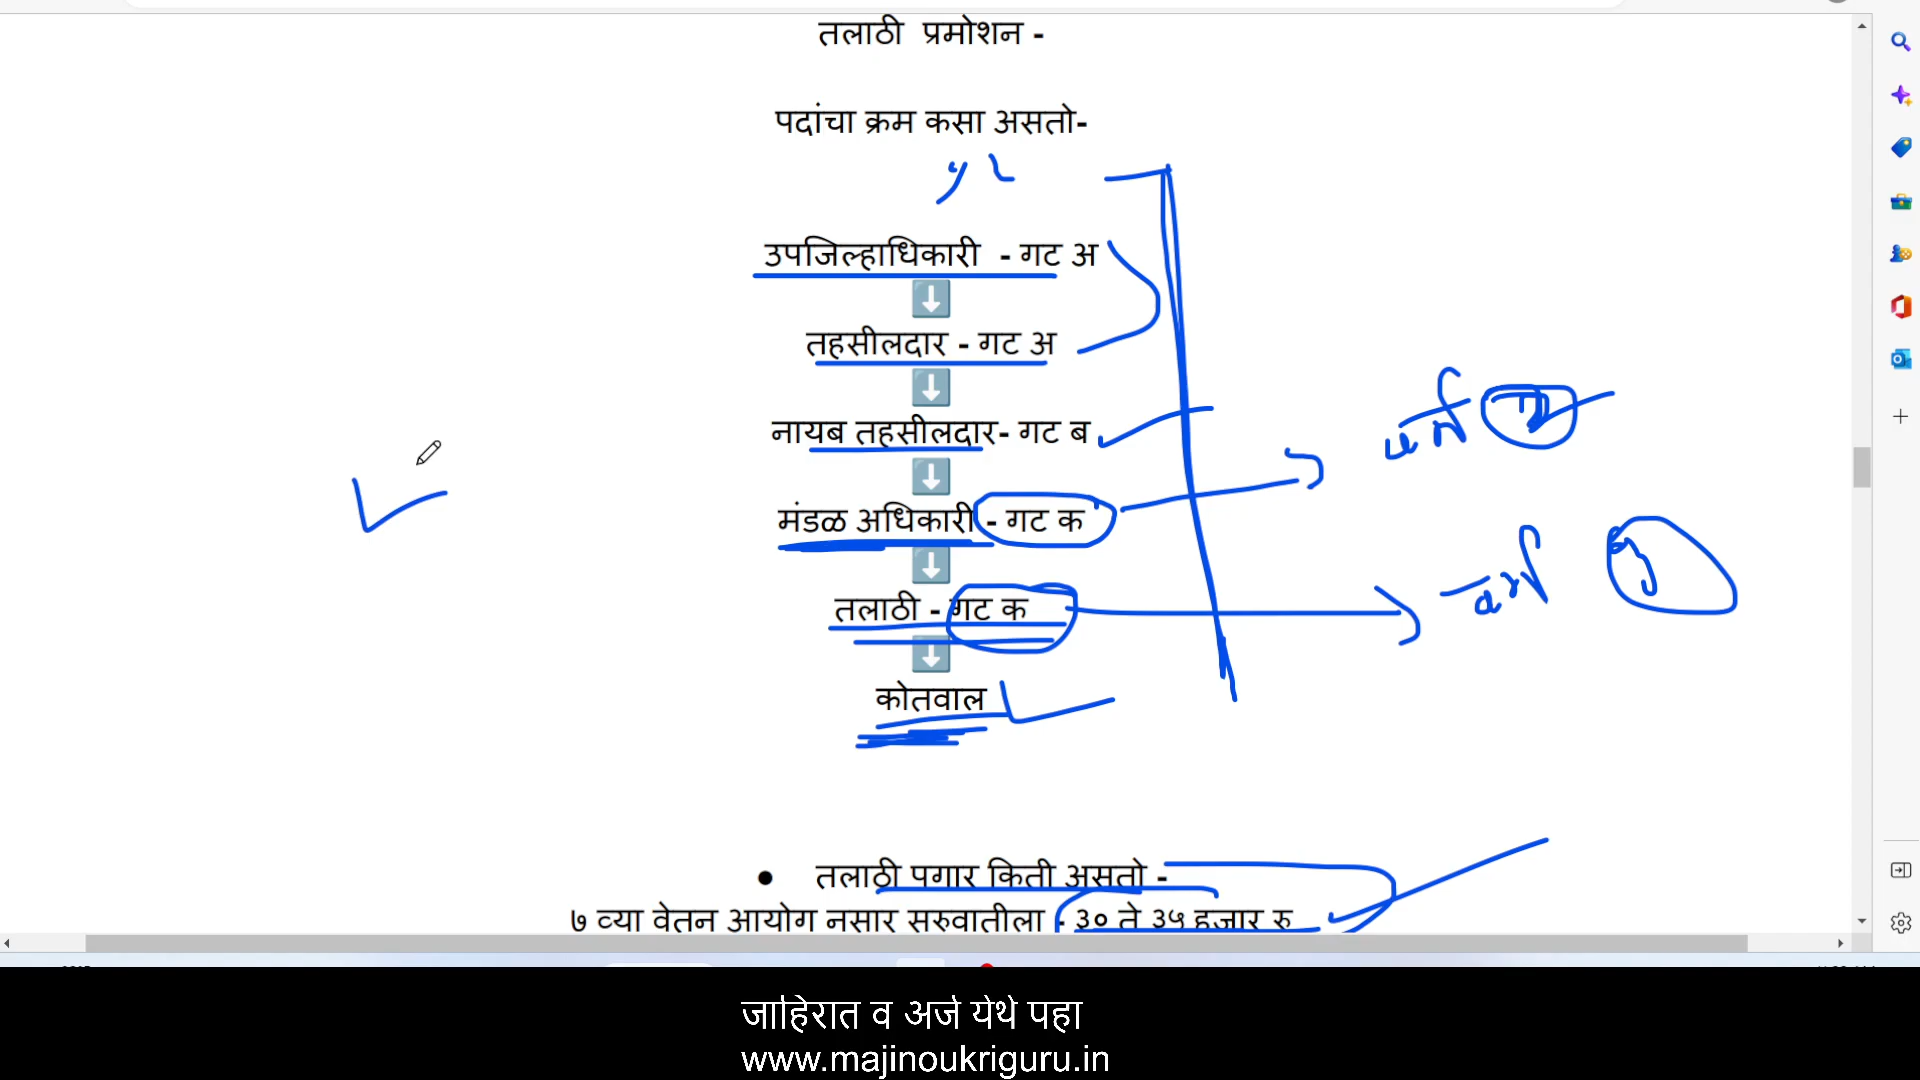 तलाठी प्रमोशन -
पदांचा क्रम कसा असतो-
उपजिल्हाधिकारी - गट अ
तहसीलदार - गट अ
नायब तहसीलदार- गट ब
मंडळ अधिकारी - गट क
तलाठी - गट क
कोतवाल
● तलाठी पगार किती असतो -
७ व्या वेतन आयोग नसार सरुवातीला - ३० ते ३५ हजार रु
जाहिरात व अर्ज येथे पहा
www.majinoukriguru.in